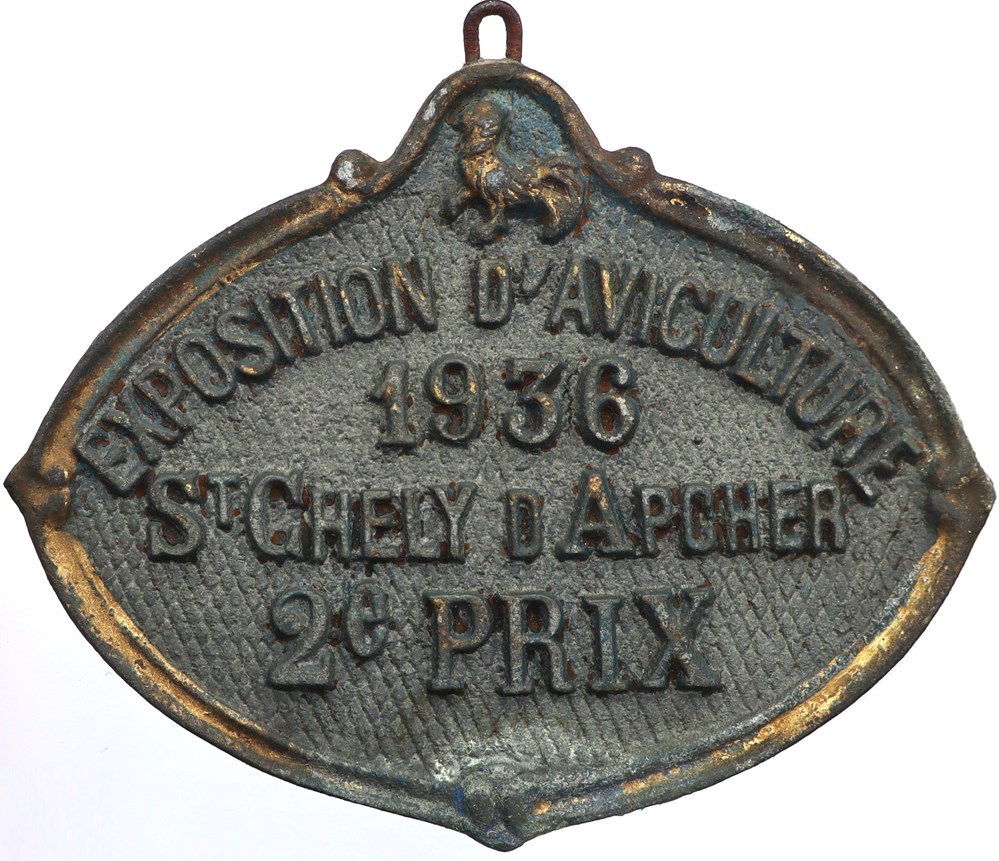 EXPOSITION D'AVICULTURE
1936
ST CHELY D APCHER
2e PRIX